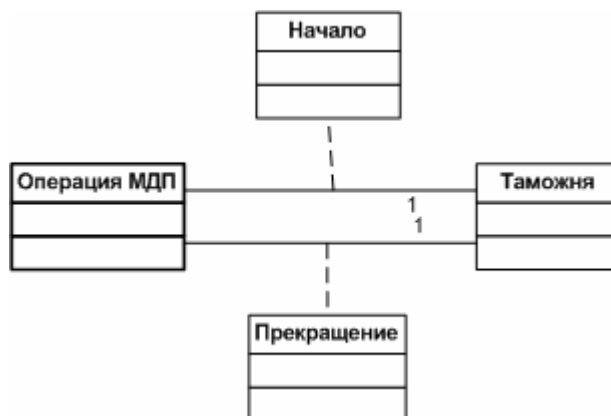 Начало
Операция МДП
Таможня
1
1
Прекращение